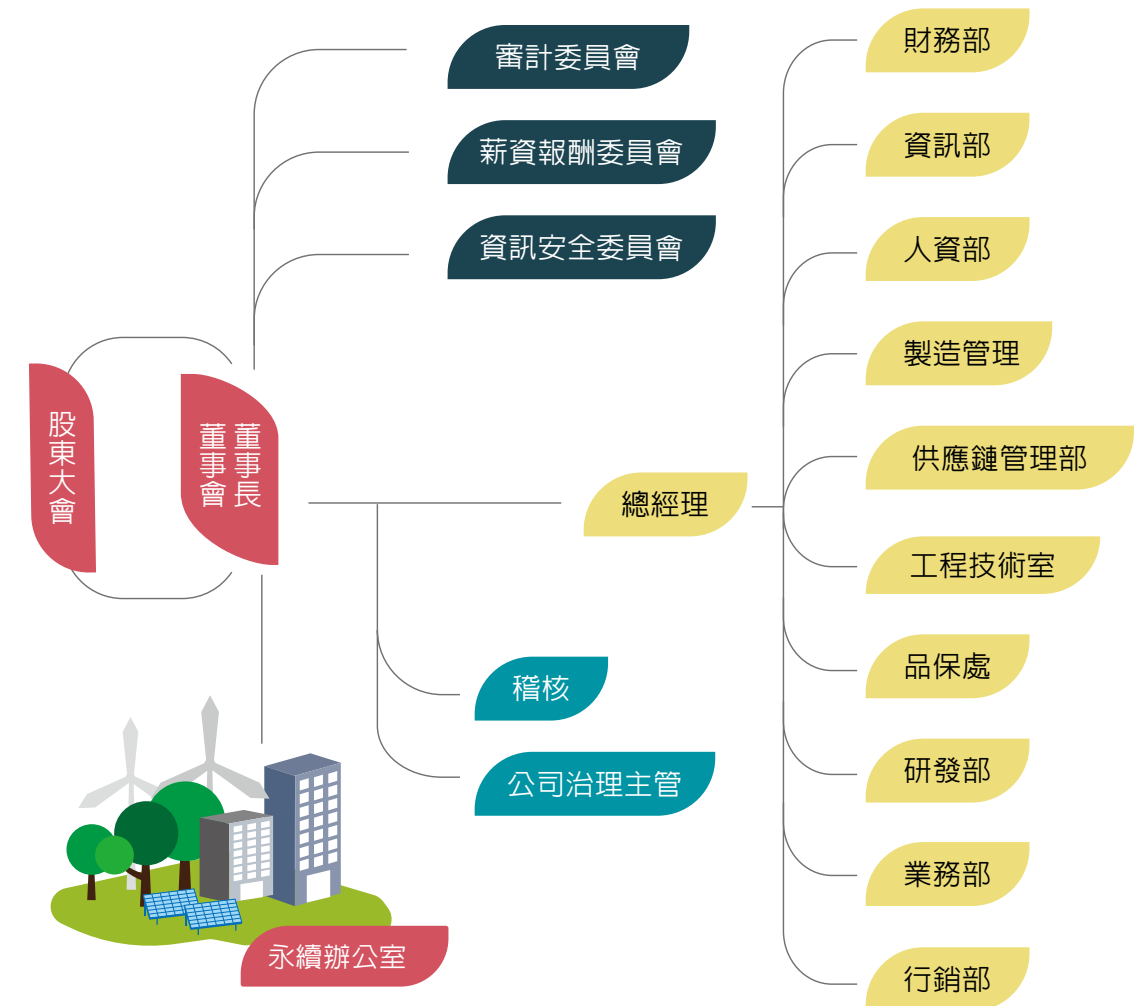 股東大會
董事長
董事會
審計委員會
薪資報酬委員會
資訊安全委員會
總經理
稽核
公司治理主管
永續辦公室
財務部
資訊部
人資部
製造管理
供應鏈管理部
工程技術室
品保處
研發部
業務部
行銷部